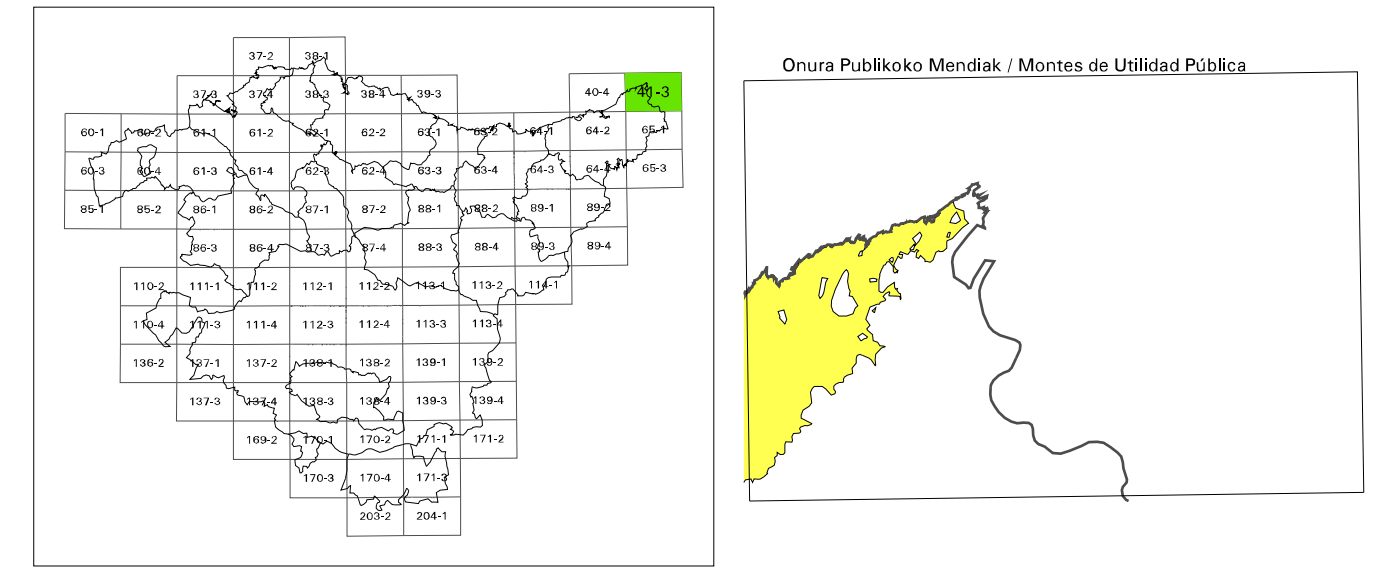 37-2 38-1
37-3 37-4 38-3 38-4 39-3 40-4 41-3
60-1 60-2 61-1 61-2 62-1 62-2 63-1 63-2 64-1 64-2 65-1
60-3 60-4 61-3 61-4 62-3 62-4 63-3 63-4 64-3 64-4 65-3
85-1 85-2 86-1 86-2 87-1 87-2 88-1 88-2 89-1 89-2
86-3 86-4 87-3 87-4 88-3 88-4 89-3 89-4
110-2 111-1 111-2 112-1 112-2 113-1 113-2 114-1
110-4 111-3 111-4 112-3 112-4 113-3 113-4
136-2 137-1 137-2 138-1 138-2 139-1 139-2
137-3 137-4 138-3 138-4 139-3 139-4
169-2 170-1 170-2 171-1 171-2
170-3 170-4 171-3
203-2 204-1
Onura Publikoko Mendiak / Montes de Utilidad Pública